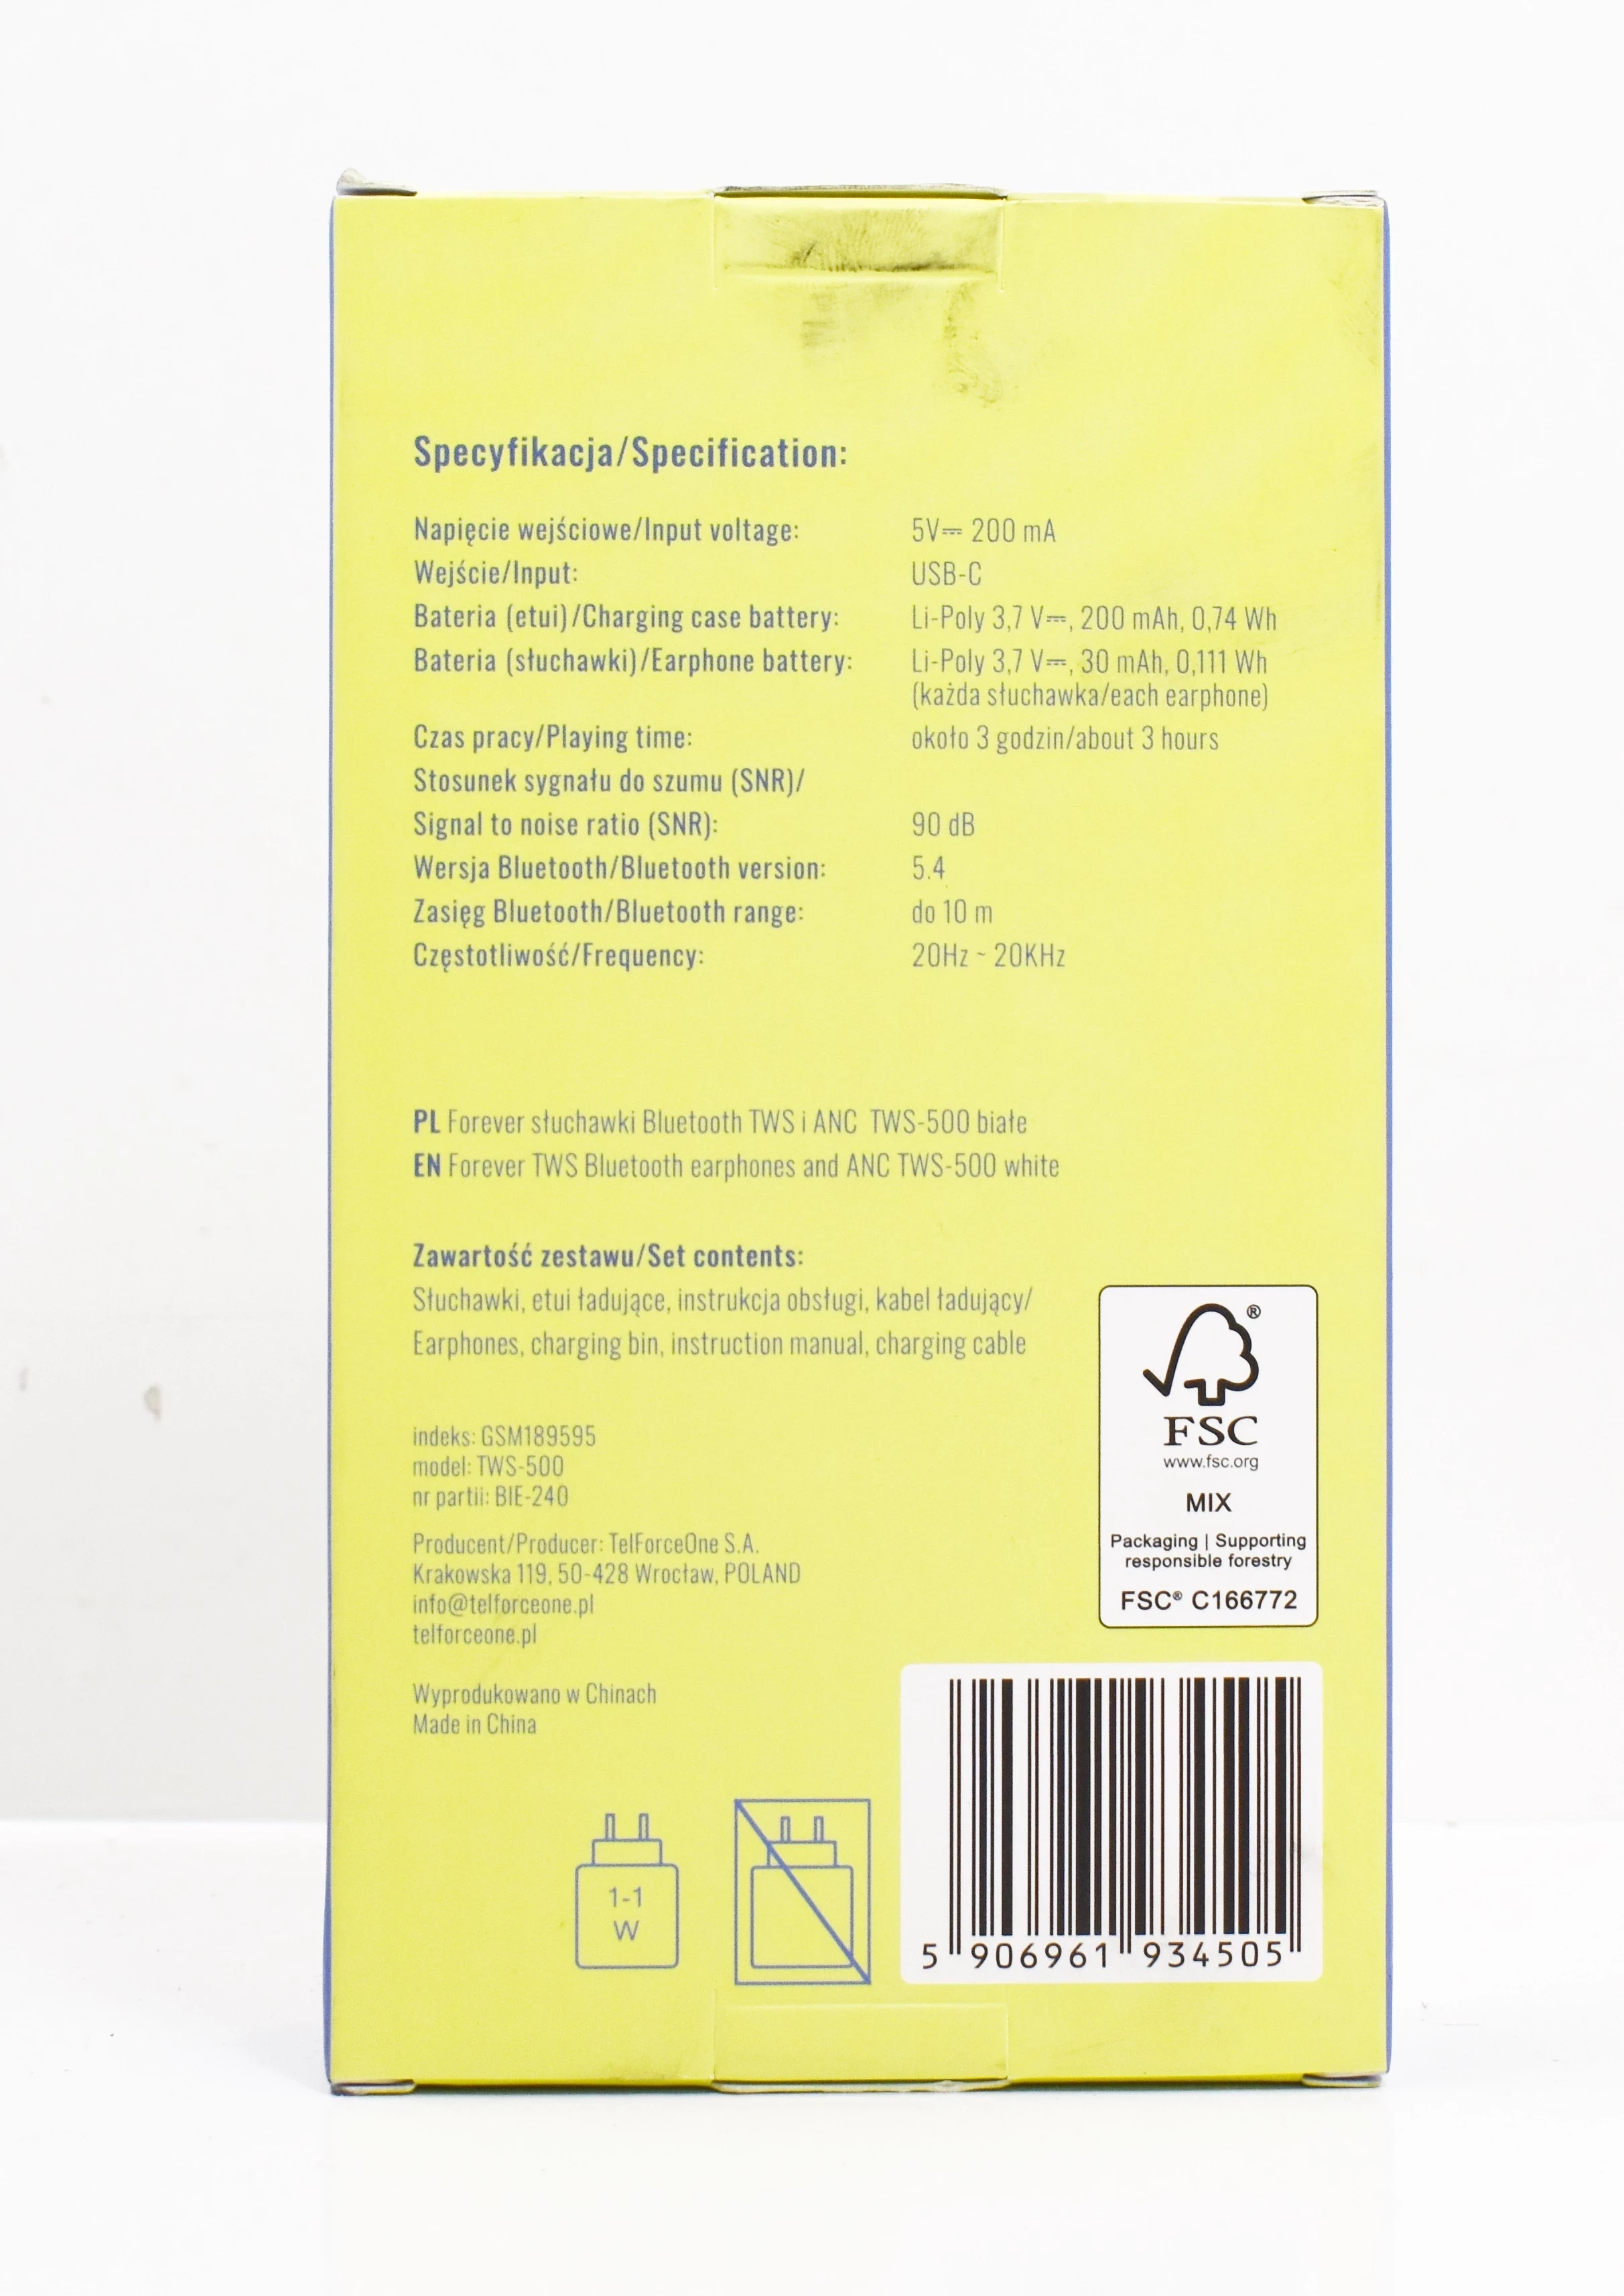 Specyfikacja/Specification:
Napięcie wejściowe/Input voltage: 5V⎓ 200 mA
Wejście/Input: USB-C
Bateria (etui)/Charging case battery: Li-Poly 3,7 V⎓, 200 mAh, 0,74 Wh
Bateria (słuchawki)/Earphone battery: Li-Poly 3,7 V⎓, 30 mAh, 0,111 Wh
(każda słuchawka/each earphone)
Czas pracy/Playing time: około 3 godzin/about 3 hours
Stosunek sygnału do szumu (SNR)/
Signal to noise ratio (SNR): 90 dB
Wersja Bluetooth/Bluetooth version: 5.4
Zasięg Bluetooth/Bluetooth range: do 10 m
Częstotliwość/Frequency: 20Hz ~ 20KHz
PL Forever słuchawki Bluetooth TWS i ANC TWS-500 białe
EN Forever TWS Bluetooth earphones and ANC TWS-500 white
Zawartość zestawu/Set contents:
Słuchawki, etui ładujące, instrukcja obsługi, kabel ładujący/
Earphones, charging bin, instruction manual, charging cable
indeks: GSM189595
model: TWS-500
nr partii: BIE-240
Producent/Producer: TelForceOne S.A.
Krakowska 119, 50-428 Wrocław, POLAND
info@telforceone.pl
telforceone.pl
Wyprodukowano w Chinach
Made in China
®
FSC
www.fsc.org
MIX
Packaging | Supporting
responsible forestry
FSC® C166772
1-1
W
5 906961 934505